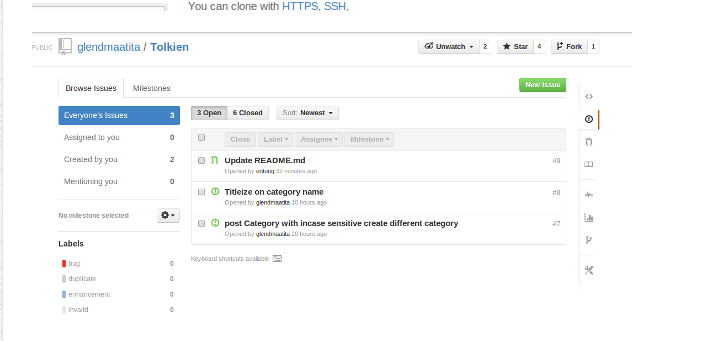 You can clone with HTTPS, SSH,
PUBLIC glendmaatita / Tolkien
Unwatch 2 Star 4 Fork 1
Browse Issues Milestones New Issue
Everyone's Issues 3
Assigned to you 0
Created by you 2
Mentioning you 0
No milestone selected
Labels
bug 0
duplicate 0
enhancement 0
invalid 0
3 Open 6 Closed Sort: Newest
Close Label Assignee Milestone
Update README.md #9
Opened by 32 minutes ago
Titleize on category name #8
Opened by glendmaatita 18 hours ago
post Category with incase sensitive create different category #7
Opened by glendmaatita 20 hours ago
Keyboard shortcuts available